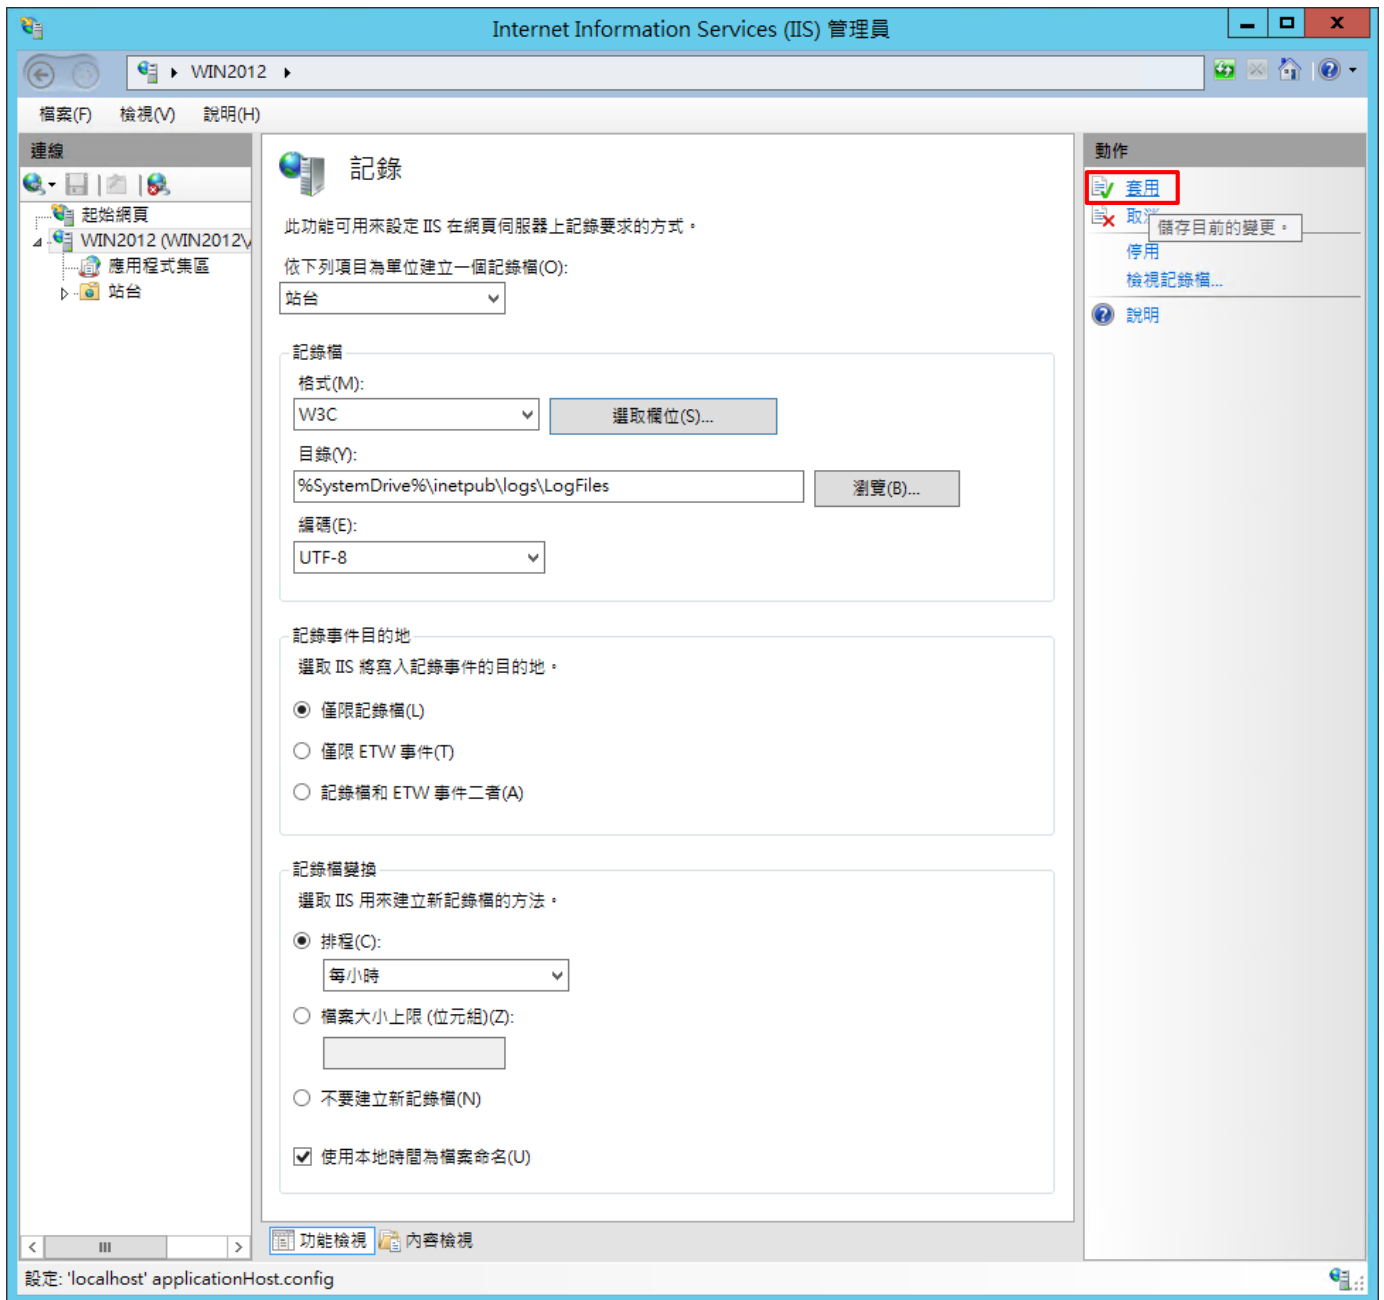 Internet Information Services (IIS) 管理員
WIN2012
檔案(F) 檢視(V) 說明(H)
連線
起始網頁
WIN2012 (WIN2012\
應用程式集區
站台
記錄
此功能可用來設定 IIS 在網頁伺服器上記錄要求的方式。
依下列項目為單位建立一個記錄檔(O):
站台
記錄檔
格式(M):
W3C
選取欄位(S)...
目錄(Y):
%SystemDrive%\inetpub\logs\LogFiles
瀏覽(B)...
編碼(E):
UTF-8
記錄事件目的地
選取 IIS 將寫入記錄事件的目的地。
僅限記錄檔(L)
僅限 ETW 事件(T)
記錄檔和 ETW 事件二者(A)
記錄檔變換
選取 IIS 用來建立新記錄檔的方法。
排程(C):
每小時
檔案大小上限 (位元組)(Z):
不要建立新記錄檔(N)
使用本地時間為檔案命名(U)
功能檢視 內容檢視
動作
套用
取消
儲存目前的變更。
停用
檢視記錄檔...
說明
設定: 'localhost' applicationHost.config